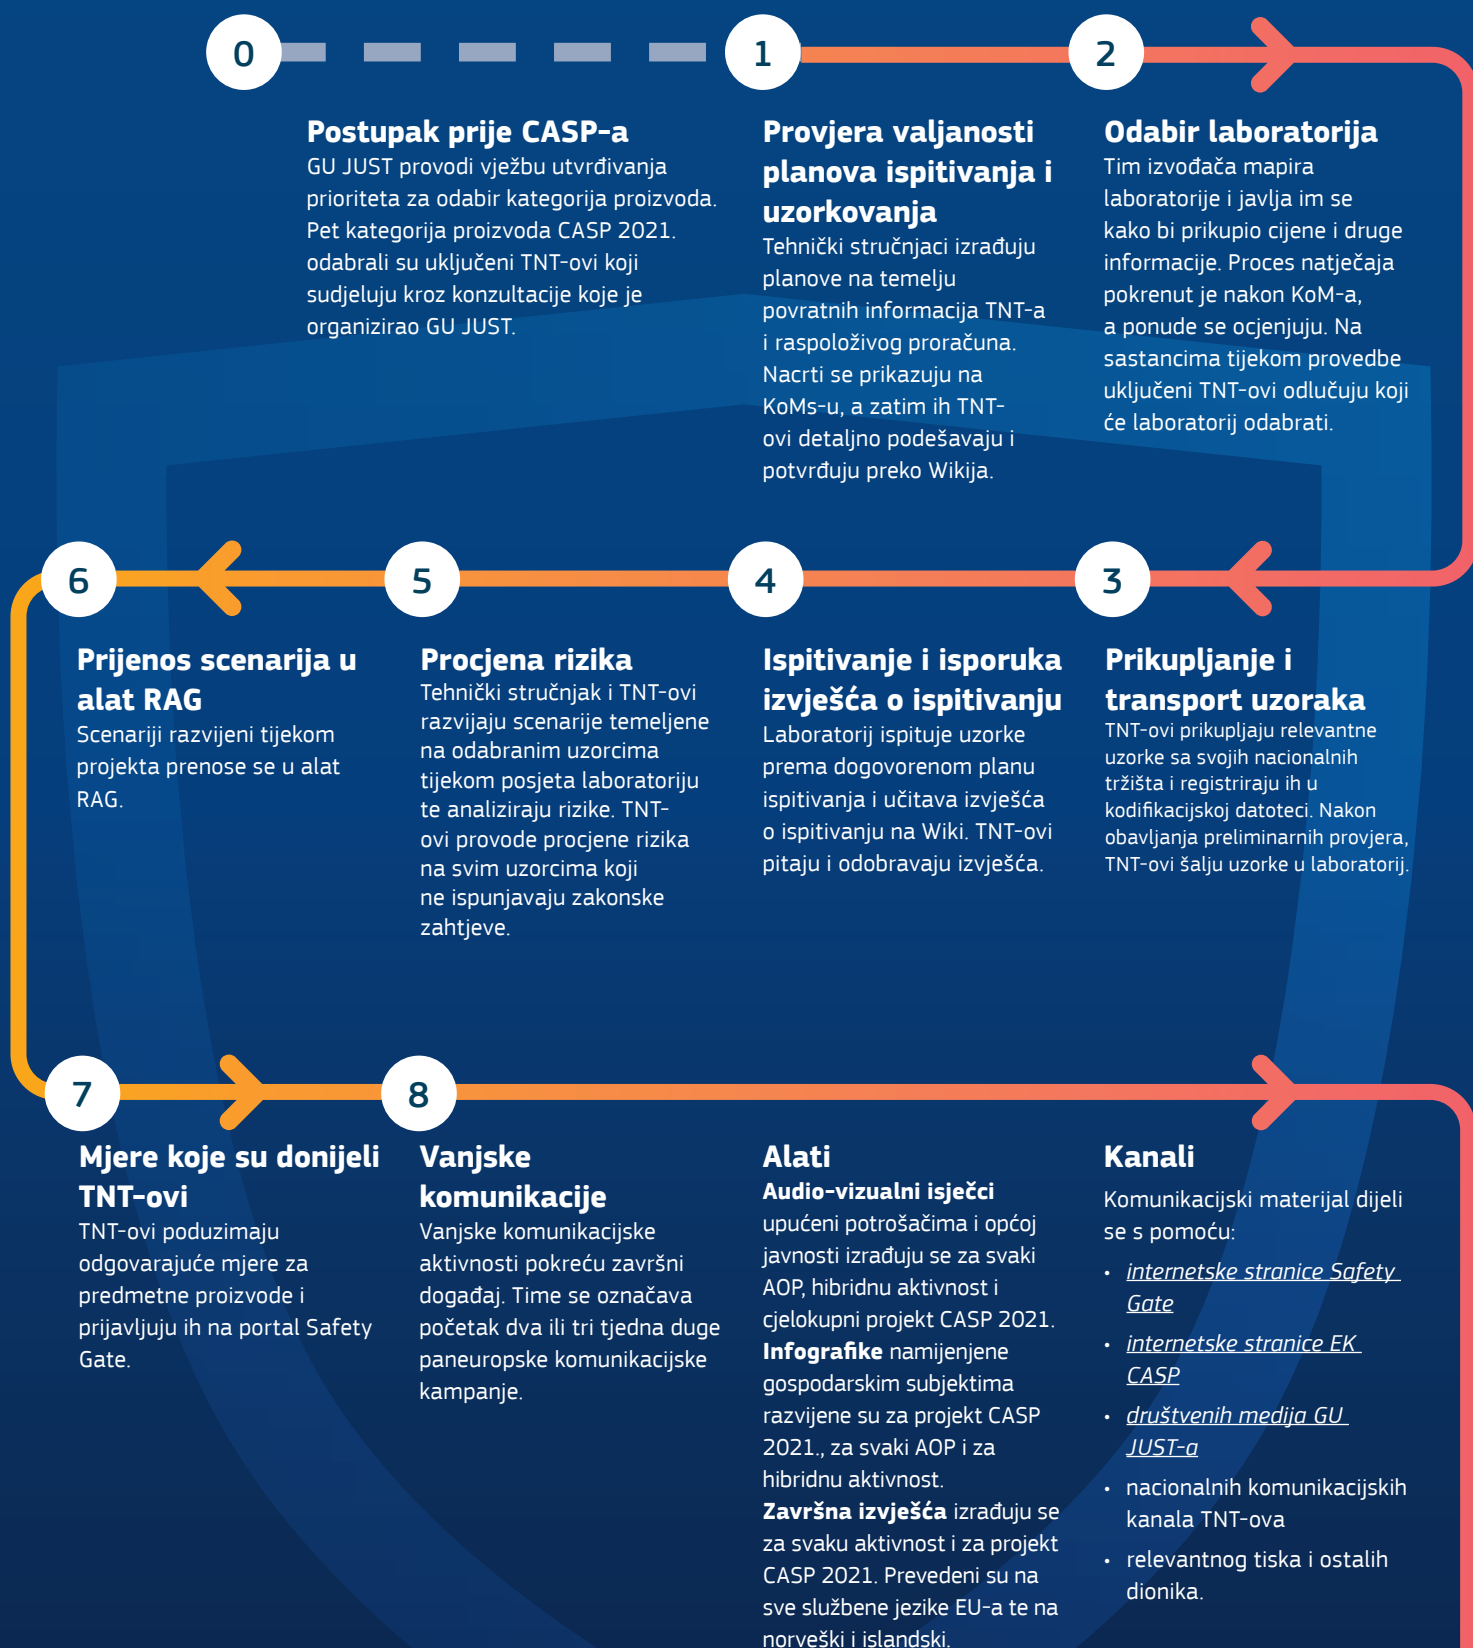 0
Postupak prije CASP-a
GU JUST provodi vježbu utvrđivanja
prioriteta za odabir kategorija proizvoda.
Pet kategorija proizvoda CASP 2021.
odabrali su uključeni TNT-ovi koji
sudjeluju kroz konzultacije koje je
organizirao GU JUST.
1
Provjera valjanosti
planova ispitivanja i
uzorkovanja
Tehnički stručnjaci izrađuju
planove na temelju
povratnih informacija TNT-a
i raspoloživog proračuna.
Nacrti se prikazuju na
KoMs-u, a zatim ih TNT-
ovi detaljno podešavaju i
potvrđuju preko Wikija.
2
Odabir laboratorija
Tim izvođača mapira
laboratorije i javlja im se
kako bi prikupio cijene i druge
informacije. Proces natječaja
pokrenut je nakon KoM-a,
a ponude se ocjenjuju. Na
sastancima tijekom provedbe
uključeni TNT-ovi odlučuju koji
će laboratorij odabrati.
3
Prikupljanje i
transport uzoraka
TNT-ovi prikupljaju relevantne
uzorke sa svojih nacionalnih
tržišta i registriraju ih u
kodifikacijskoj datoteci. Nakon
obavljanja preliminarnih provjera,
TNT-ovi šalju uzorke u laboratorij.
4
Ispitivanje i isporuka
izvješća o ispitivanju
Laboratorij ispituje uzorke
prema dogovorenom planu
ispitivanja i učitava izvješća
o ispitivanju na Wiki. TNT-ovi
pitaju i odobravaju izvješća.
5
Procjena rizika
Tehnički stručnjak i TNT-ovi
razvijaju scenarije temeljene
na odabranim uzorcima
tijekom posjeta laboratoriju
te analiziraju rizike. TNT-
ovi provode procjene rizika
na svim uzorcima koji
ne ispunjavaju zakonske
zahtjeve.
6
Prijenos scenarija u
alat RAG
Scenariji razvijeni tijekom
projekta prenose se u alat
RAG.
7
Mjere koje su donijeli
TNT-ovi
TNT-ovi poduzimaju
odgovarajuće mjere za
predmetne proizvode i
prijavljuju ih na portal Safety
Gate.
8
Vanjske
komunikacije
Vanjske komunikacijske
aktivnosti pokreću završni
događaj. Time se označava
početak dva ili tri tjedna duge
paneuropske komunikacijske
kampanje.
Alati
Audio-vizualni isječci
upućeni potrošačima i općoj
javnosti izrađuju se za svaki
AOP, hibridnu aktivnost i
cjelokupni projekt CASP 2021.
Infografike namijenjene
gospodarskim subjektima
razvijene su za projekt CASP
2021., za svaki AOP i za
hibridnu aktivnost.
Završna izvješća izrađuju se
za svaku aktivnost i za projekt
CASP 2021. Prevedeni su na
sve službene jezike EU-a te na
norveški i islandski.
Kanali
Komunikacijski materijal dijeli
se s pomoću:
• internetske stranice Safety
Gate
• internetske stranice EK
CASP
• društvenih medija GU
JUST-a
• nacionalnih komunikacijskih
kanala TNT-ova
• relevantnog tiska i ostalih
dionika.